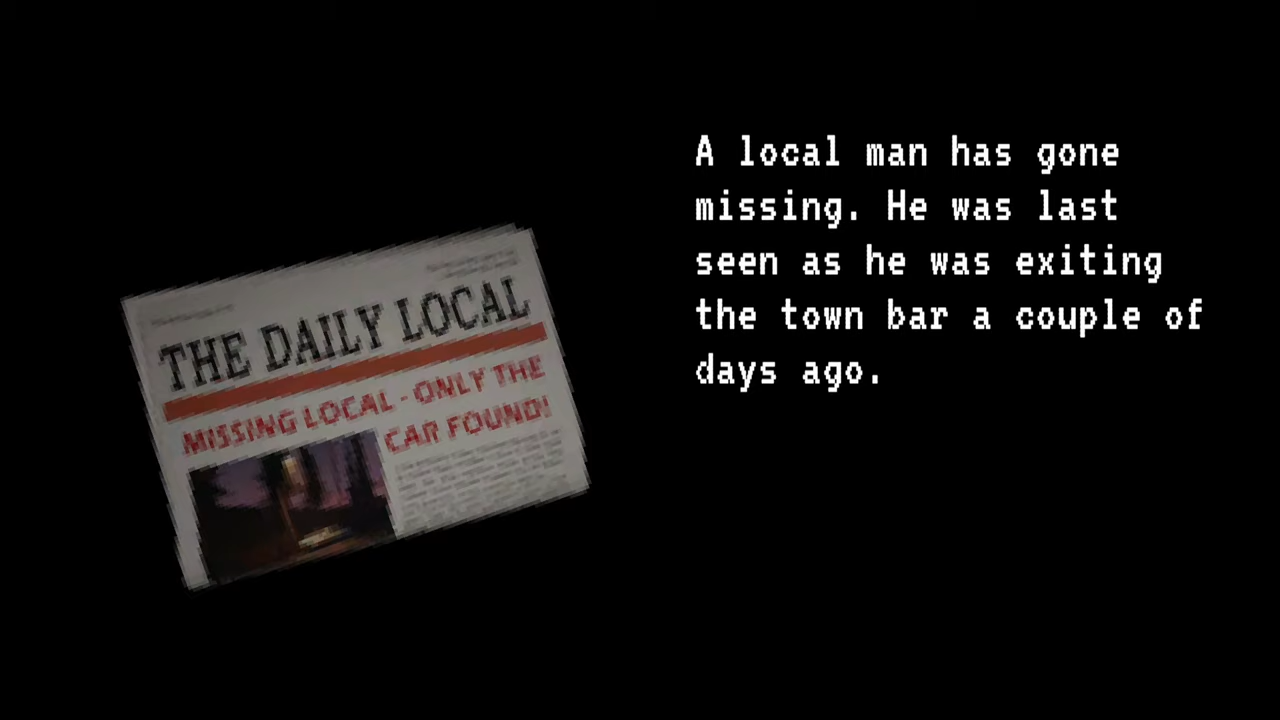 THE DAILY LOCAL
MISSING LOCAL - ONLY THE
CAR FOUND!
A local man has gone
missing. He was last
seen as he was exiting
the town bar a couple of
days ago.